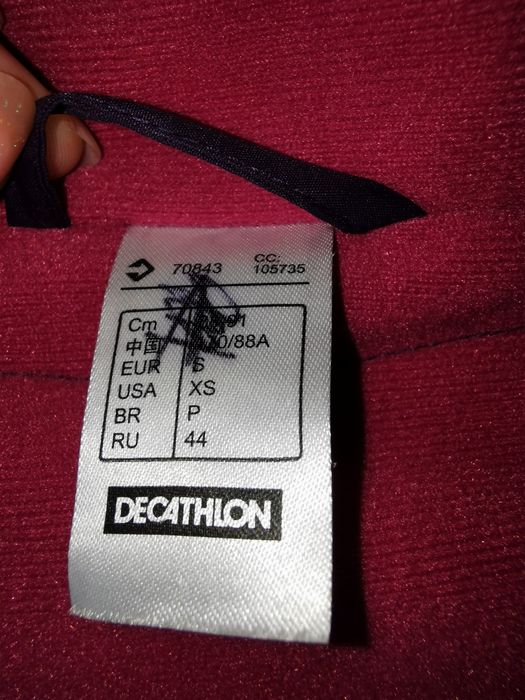 70843 CC: 105735
Cm
中国 /88A
EUR S
USA XS
BR P
RU 44
DECATHLON